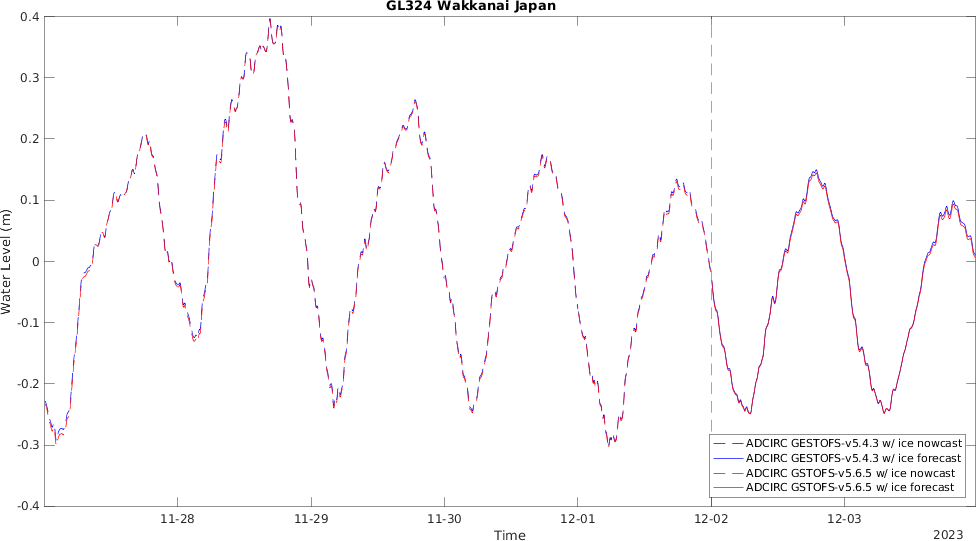 GL324 Wakkanai Japan
0.4
0.3
0.2
0.1
0
-0.1
-0.2
-0.3
-0.4
Water Level (m)
ADCIRC GESTOFS-v5.4.3 w/ ice nowcast
ADCIRC GESTOFS-v5.4.3 w/ ice forecast
ADCIRC GSTOFS-v5.6.5 w/ ice nowcast
ADCIRC GSTOFS-v5.6.5 w/ ice forecast
11-28
11-29
11-30
12-01
12-02
12-03
Time
2023